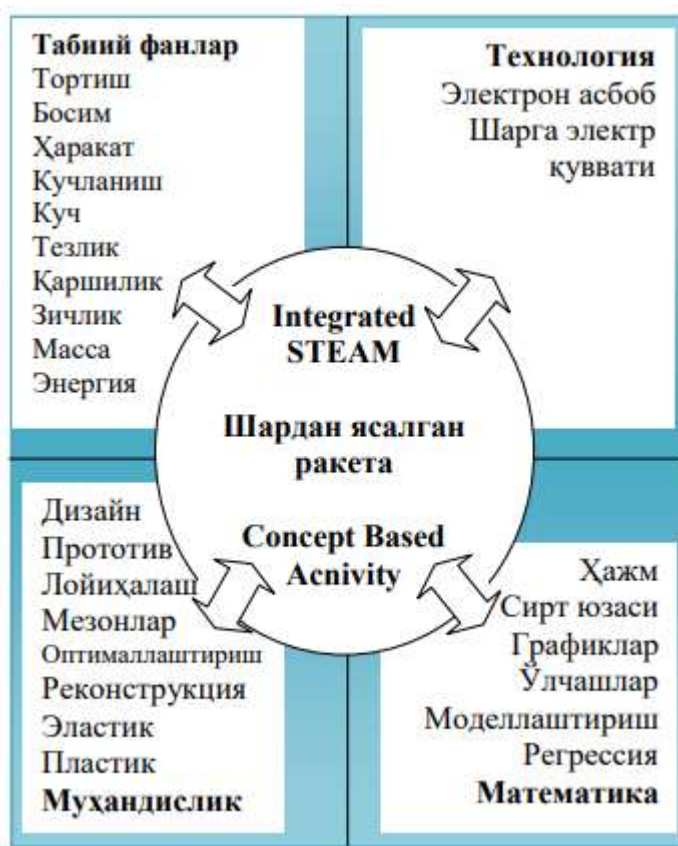 Табиий фанлар
Тортиш
Босим
Ҳаракат
Кучланиш
Куч
Тезлик
Қаршилик
Зичлик
Масса
Энергия
Технология
Электрон асбоб
Шарга электр
қуввати
Integrated
STEAM
Шардан ясалган
ракета
Concept Based
Acnivity
Дизайн
Прототив
Лойиҳалаш
Мезонлар
Оптималлаштириш
Реконструкция
Эластик
Пластик
Муҳандислик
Ҳажм
Сирт юзаси
Графиклар
Ўлчашлар
Моделлаштириш
Регрессия
Математика